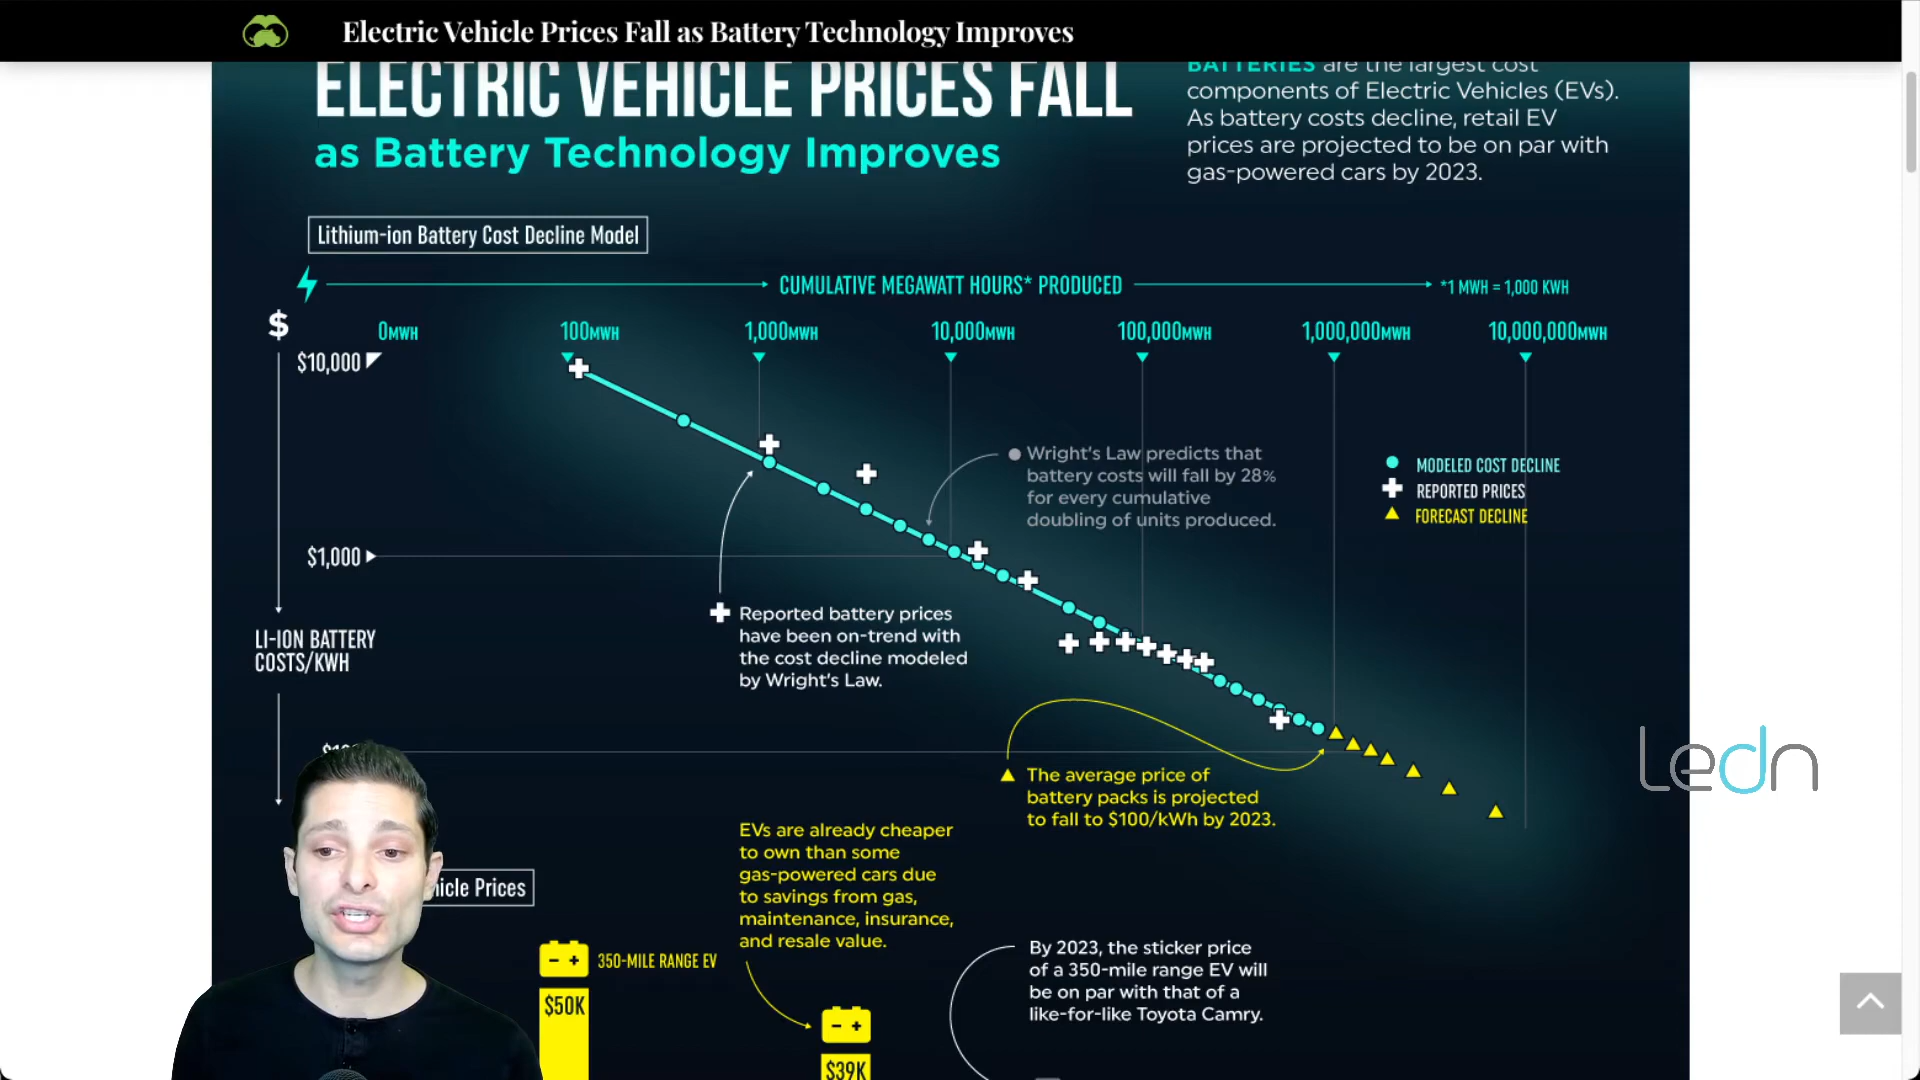 Electric Vehicle Prices Fall as Battery Technology Improves
ELECTRIC VEHICLE PRICES FALL
as Battery Technology Improves
BATTERIES are the largest cost
components of Electric Vehicles (EVs).
As battery costs decline, retail EV
prices are projected to be on par with
gas-powered cars by 2023.
Lithium-ion Battery Cost Decline Model
CUMULATIVE MEGAWATT HOURS* PRODUCED
*1 MWH = 1,000 KWH
$
0MWH
100MWH
1,000MWH
10,000MWH
100,000MWH
1,000,000MWH
10,000,000MWH
$10,000
$1,000
LI-ION BATTERY
COSTS/KWH
Wright's Law predicts that
battery costs will fall by 28%
for every cumulative
doubling of units produced.
MODELED COST DECLINE
REPORTED PRICES
FORECAST DECLINE
Reported battery prices
have been on-trend with
the cost decline modeled
by Wright's Law.
The average price of
battery packs is projected
to fall to $100/kWh by 2023.
Ledn
EVs are already cheaper
to own than some
gas-powered cars due
to savings from gas,
maintenance, insurance,
and resale value.
Prices
350-MILE RANGE EV
$50K
$39K
By 2023, the sticker price
of a 350-mile range EV will
be on par with that of a
like-for-like Toyota Camry.